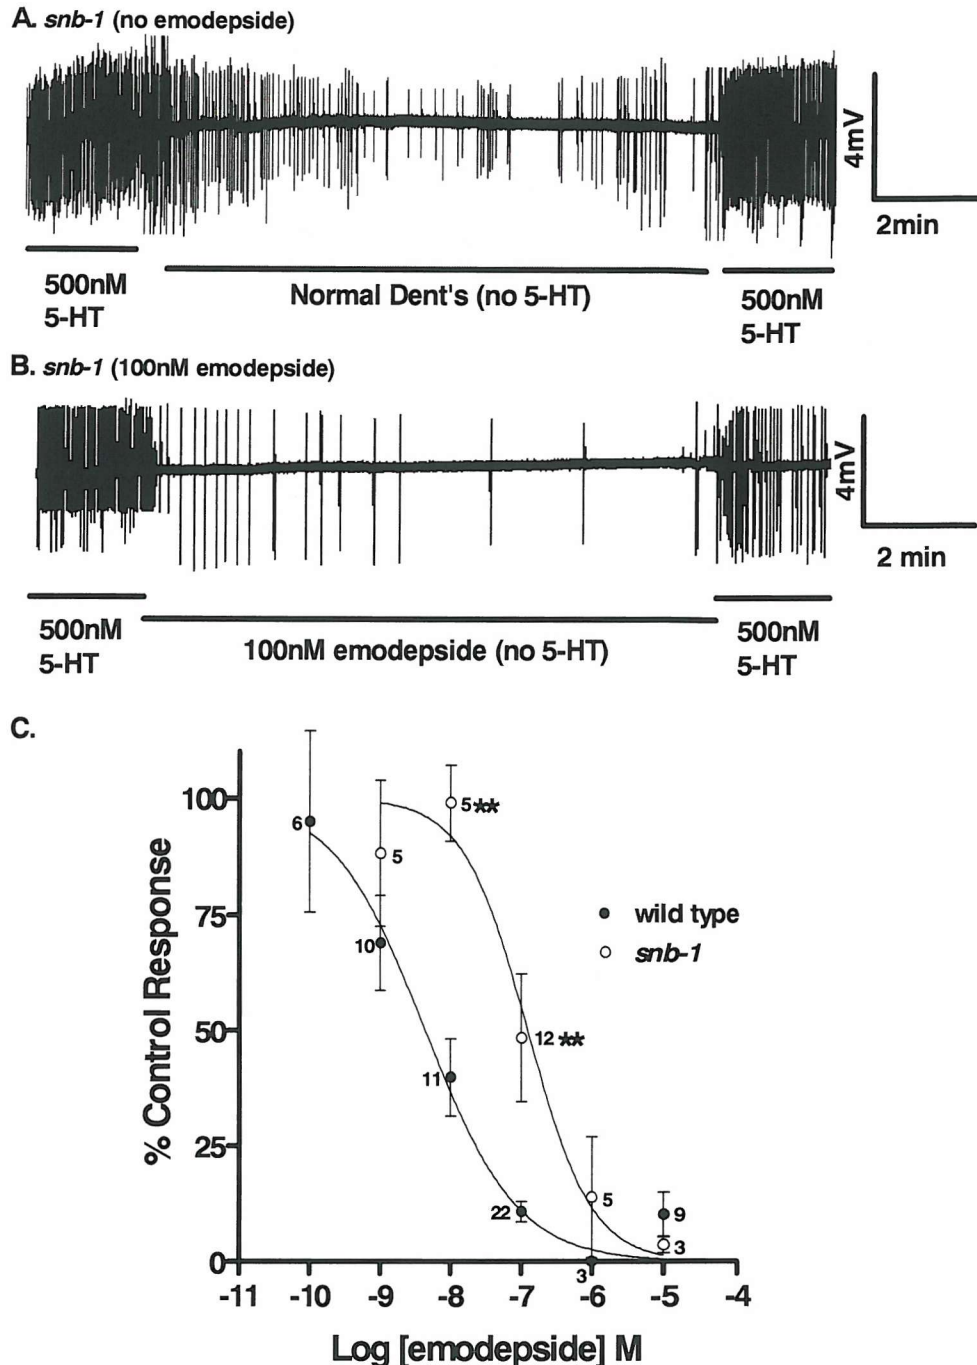 A. snb-1 (no emodepside)
4mV
2min
500nM
5-HT
Normal Dent's (no 5-HT)
500nM
5-HT
B. snb-1 (100nM emodepside)
4mV
2 min
500nM
5-HT
100nM emodepside (no 5-HT)
500nM
5-HT
C.
% Control Response
100
75
50
25
0
6
5
5**
10
11
12**
22
5
3
9
3
wild type
snb-1
-11 -10 -9 -8 -7 -6 -5 -4
Log [emodepside] M